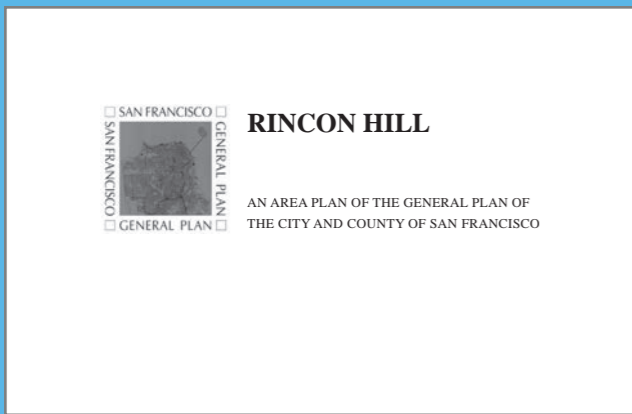 SAN FRANCISCO
SAN FRANCISCO
GENERAL PLAN
GENERAL PLAN
RINCON HILL
AN AREA PLAN OF THE GENERAL PLAN OF
THE CITY AND COUNTY OF SAN FRANCISCO